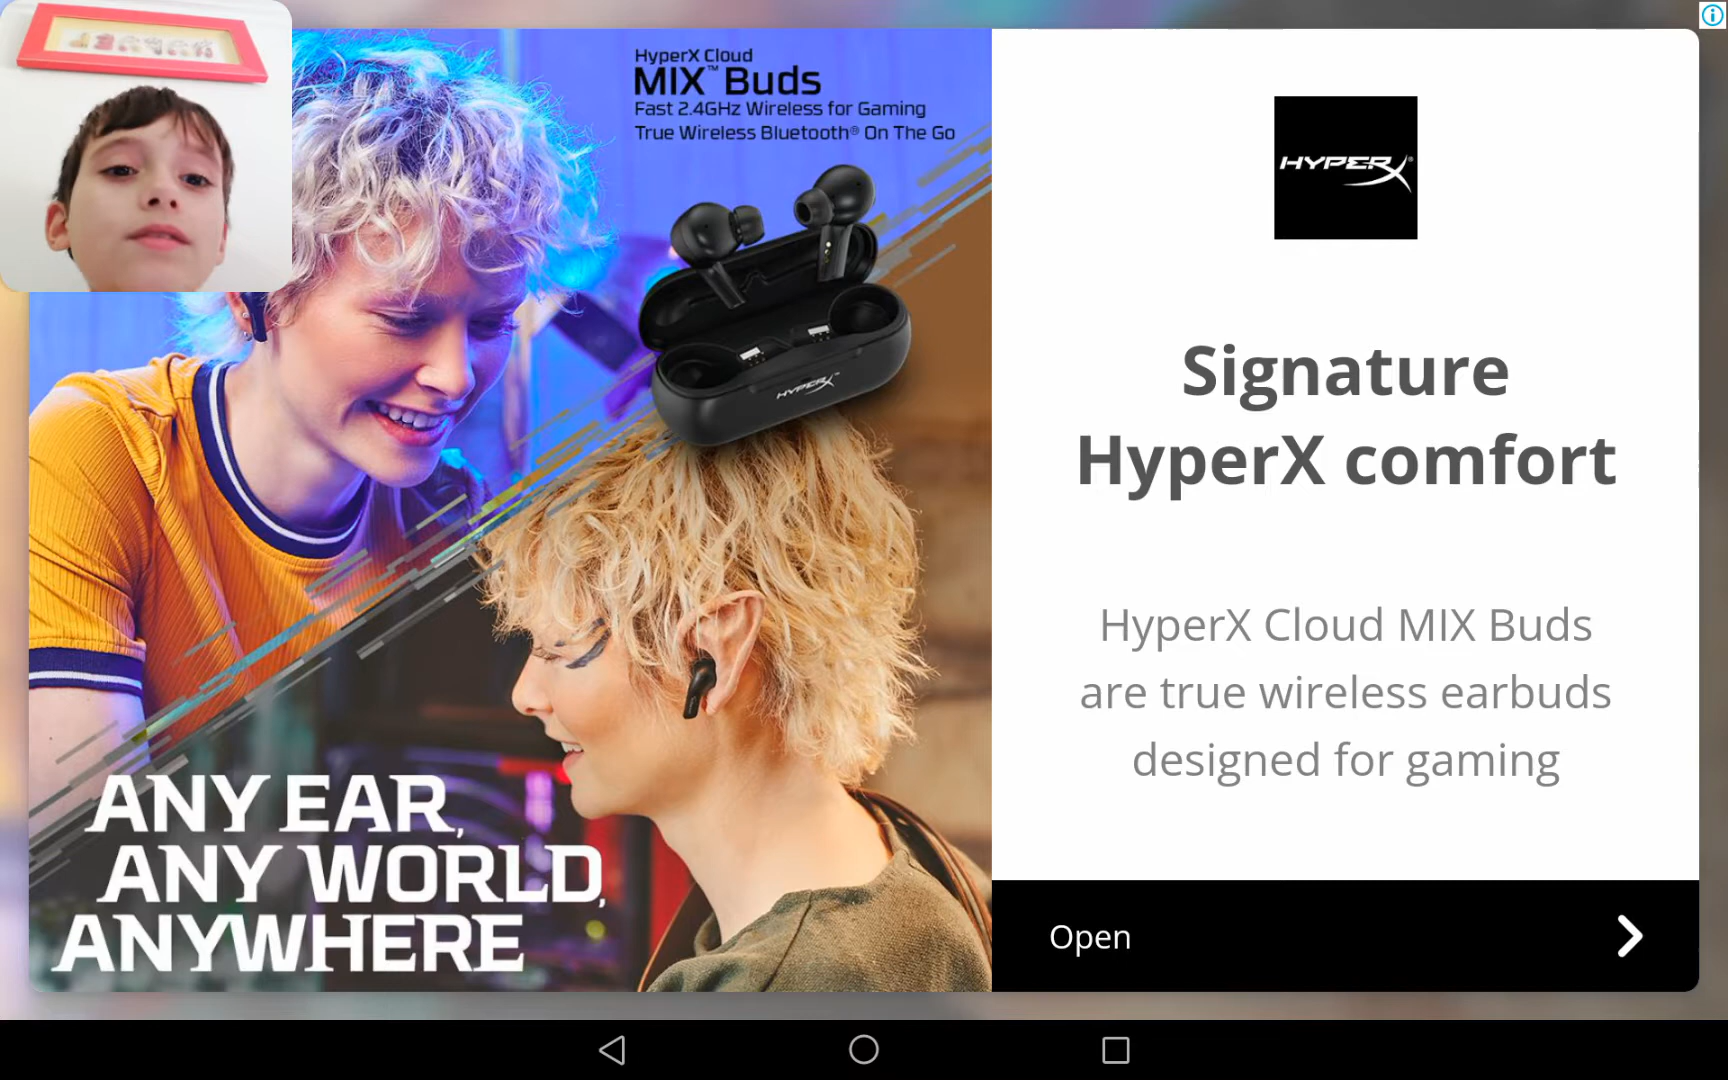 HyperX Cloud
MIX™ Buds
Fast 2.4GHz Wireless for Gaming
True Wireless Bluetooth® On The Go
HYPERX
ANY EAR,
ANY WORLD,
ANYWHERE
HYPERX®
Signature
HyperX comfort
HyperX Cloud MIX Buds
are true wireless earbuds
designed for gaming
Open